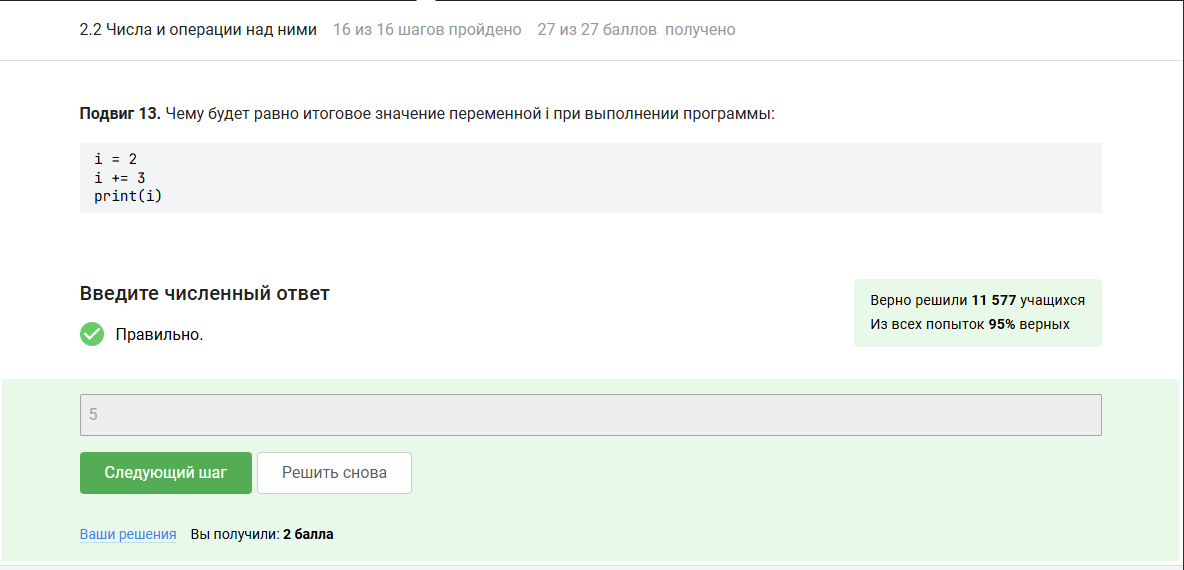 2.2 Числа и операции над ними 16 из 16 шагов пройдено 27 из 27 баллов получено
Подвиг 13. Чему будет равно итоговое значение переменной i при выполнении программы:
i = 2
i += 3
print(i)
Введите численный ответ
Правильно.
Верно решили 11 577 учащихся
Из всех попыток 95% верных
5
Следующий шаг Решить снова
Ваши решения Вы получили: 2 балла